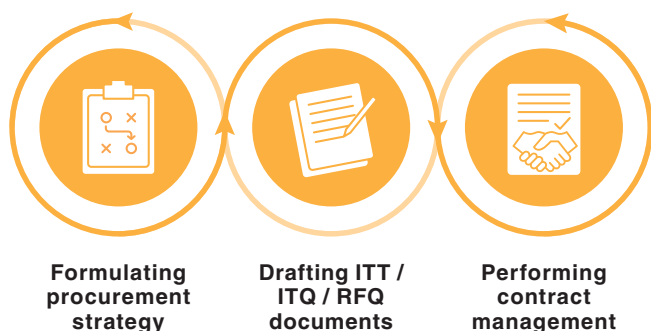 Formulating
procurement
strategy
Drafting ITT /
ITQ / RFQ
documents
Performing
contract
management